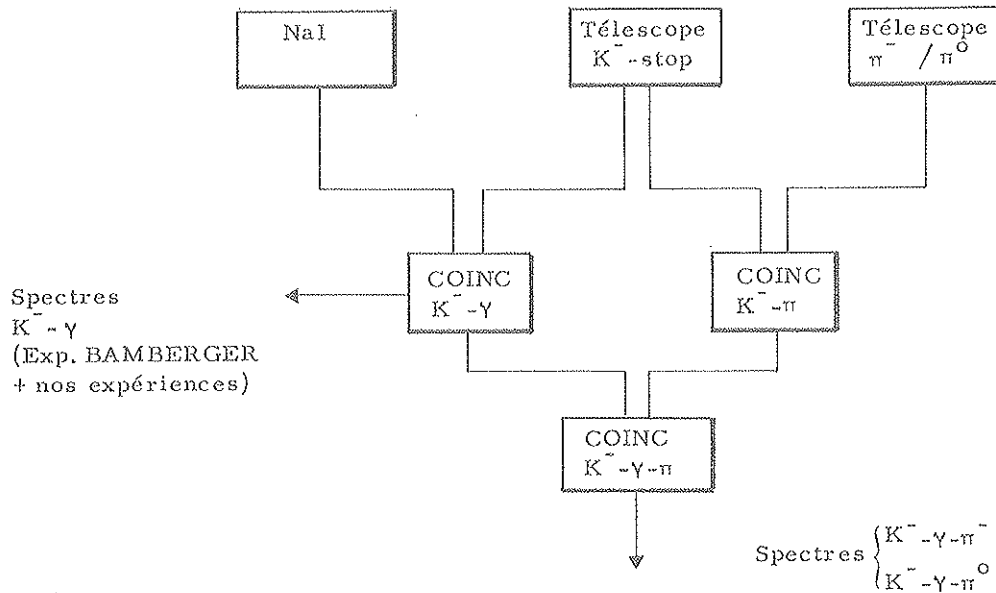 NaI
Télescope
K⁻-stop
Télescope
π⁻ / π⁰
COINC
K⁻-γ
COINC
K⁻-π
Spectres
K⁻-γ
(Exp. BAMBERGER
+ nos expériences)
COINC
K⁻-γ-π
Spectres { K⁻-γ-π⁻
K⁻-γ-π⁰